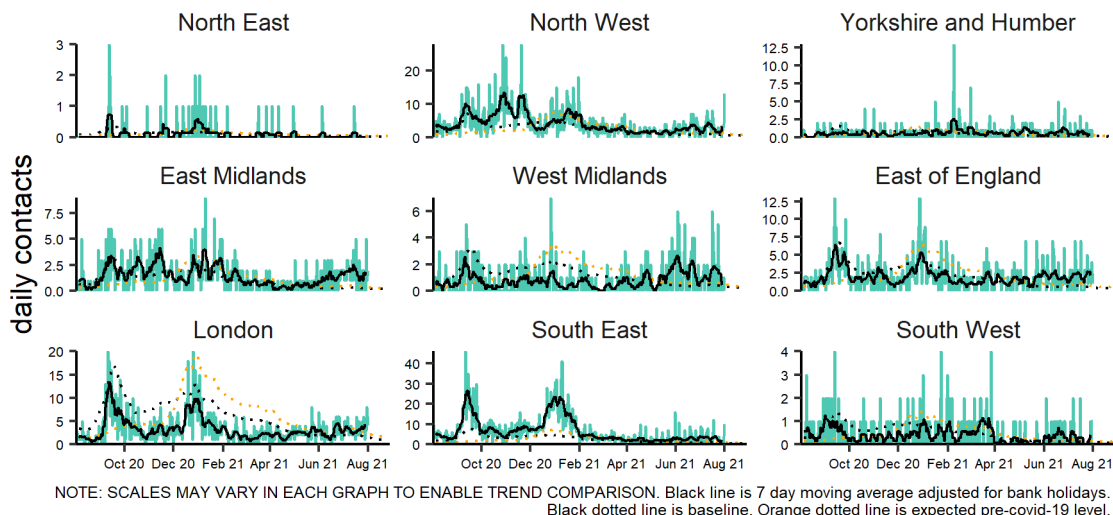 North East
North West
Yorkshire and Humber
3
2
1
0
20
10
0
12.5
10.0
7.5
5.0
2.5
0.0
East Midlands
West Midlands
East of England
7.5
5.0
2.5
0.0
6
4
2
0
12.5
10.0
7.5
5.0
2.5
0.0
daily contacts
London
South East
South West
20
15
10
5
0
40
30
20
10
0
4
3
2
1
0
Oct 20 Dec 20 Feb 21 Apr 21 Jun 21 Aug 21
Oct 20 Dec 20 Feb 21 Apr 21 Jun 21 Aug 21
Oct 20 Dec 20 Feb 21 Apr 21 Jun 21 Aug 21
NOTE: SCALES MAY VARY IN EACH GRAPH TO ENABLE TREND COMPARISON. Black line is 7 day moving average adjusted for bank holidays.
Black dotted line is baseline. Orange dotted line is expected pre-covid-19 level.